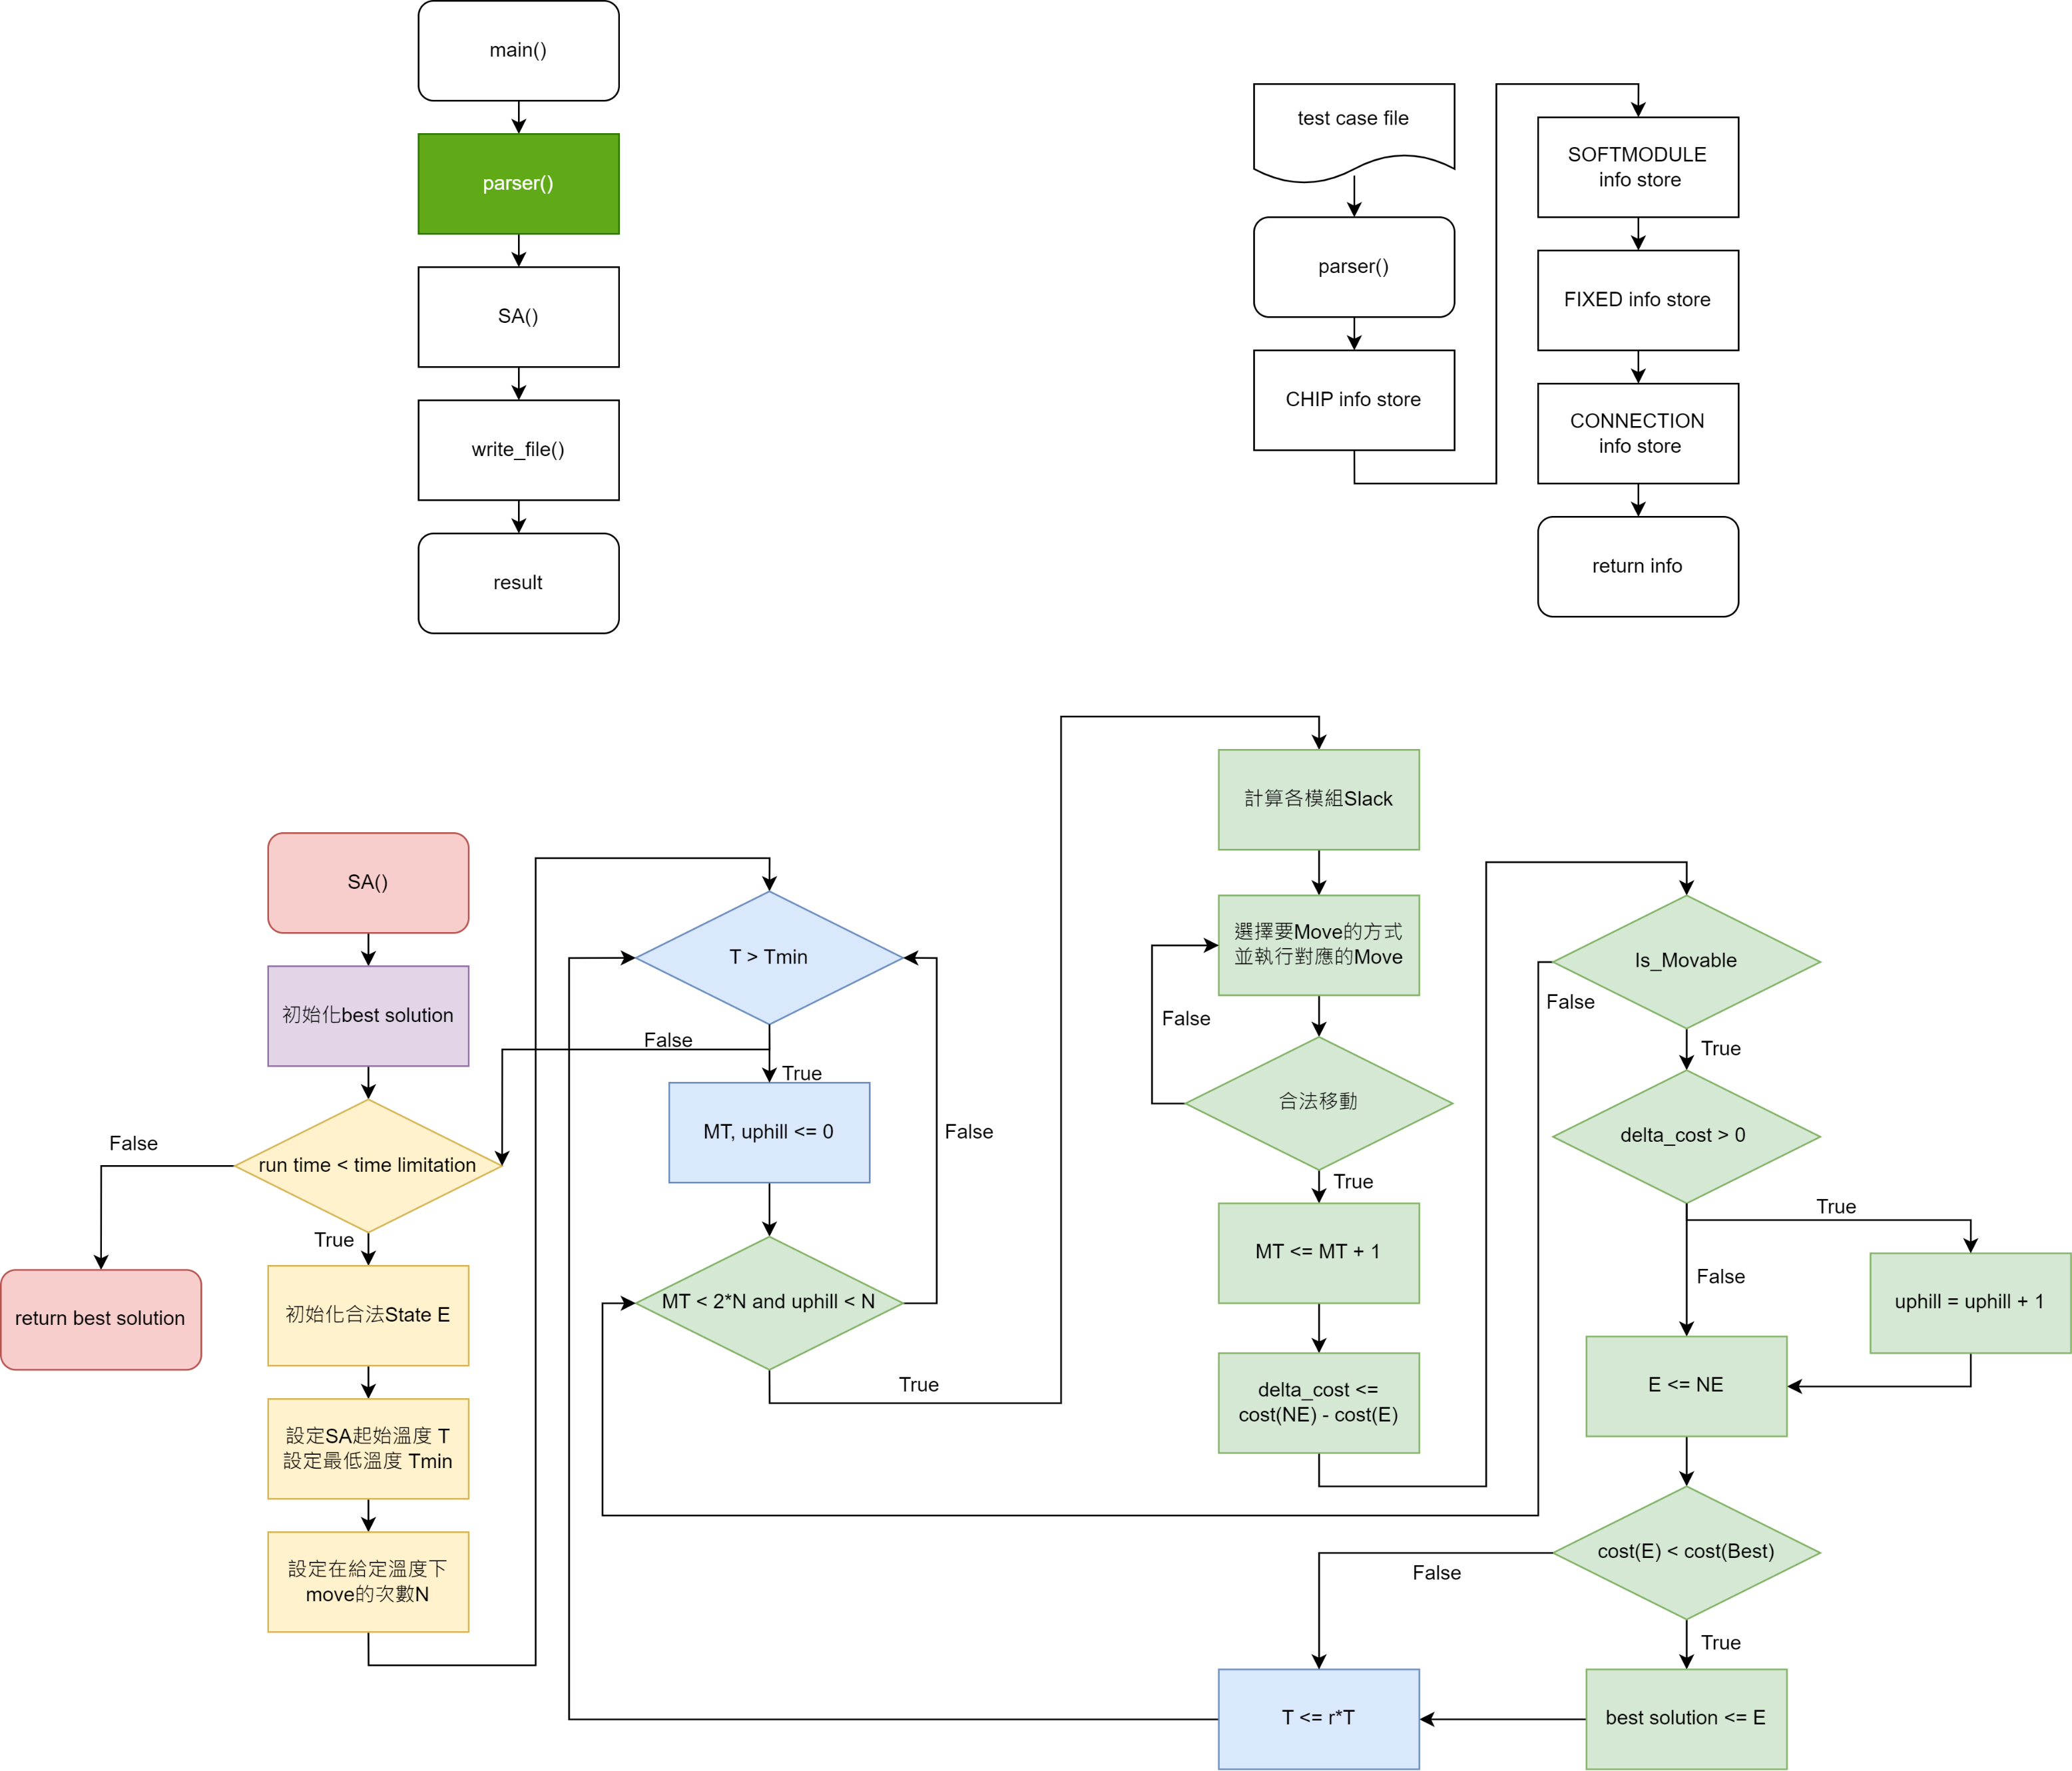 main()
parser()
SA()
write_file()
result
test case file
parser()
CHIP info store
SOFTMODULE
info store
FIXED info store
CONNECTION
info store
return info
SA()
初始化best solution
run time < time limitation
False
True
return best solution
初始化合法State E
設定SA起始溫度 T
設定最低溫度 Tmin
設定在給定溫度下
move的次數N
T > Tmin
False
True
MT, uphill <= 0
False
MT < 2*N and uphill < N
True
計算各模組Slack
選擇要Move的方式
並執行對應的Move
False
合法移動
True
MT <= MT + 1
delta_cost <=
cost(NE) - cost(E)
Is_Movable
False
True
delta_cost > 0
True
False
uphill = uphill + 1
E <= NE
cost(E) < cost(Best)
False
True
T <= r*T
best solution <= E